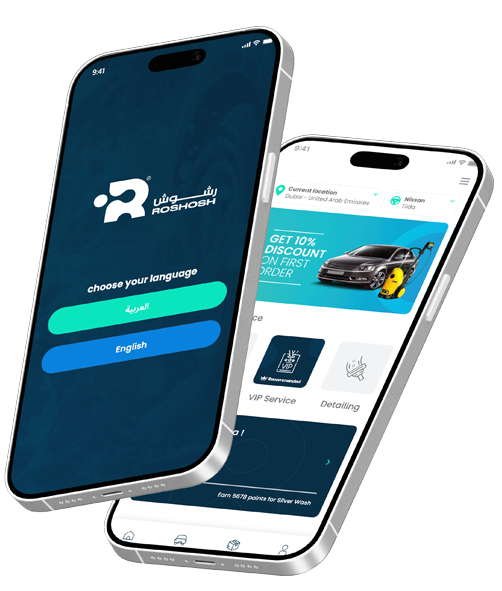 9:41
رشوش
ROSHOSH
®
choose your language
العربية
English
9:41
Current location
Dubai - United Arab Emirates
Nissan
Tiida
GET 10%
DISCOUNT
ON FIRST
ORDER
ce
VIP
Recommended
VIP Service
Detailing
a !
Earn 5678 points for Silver Wash